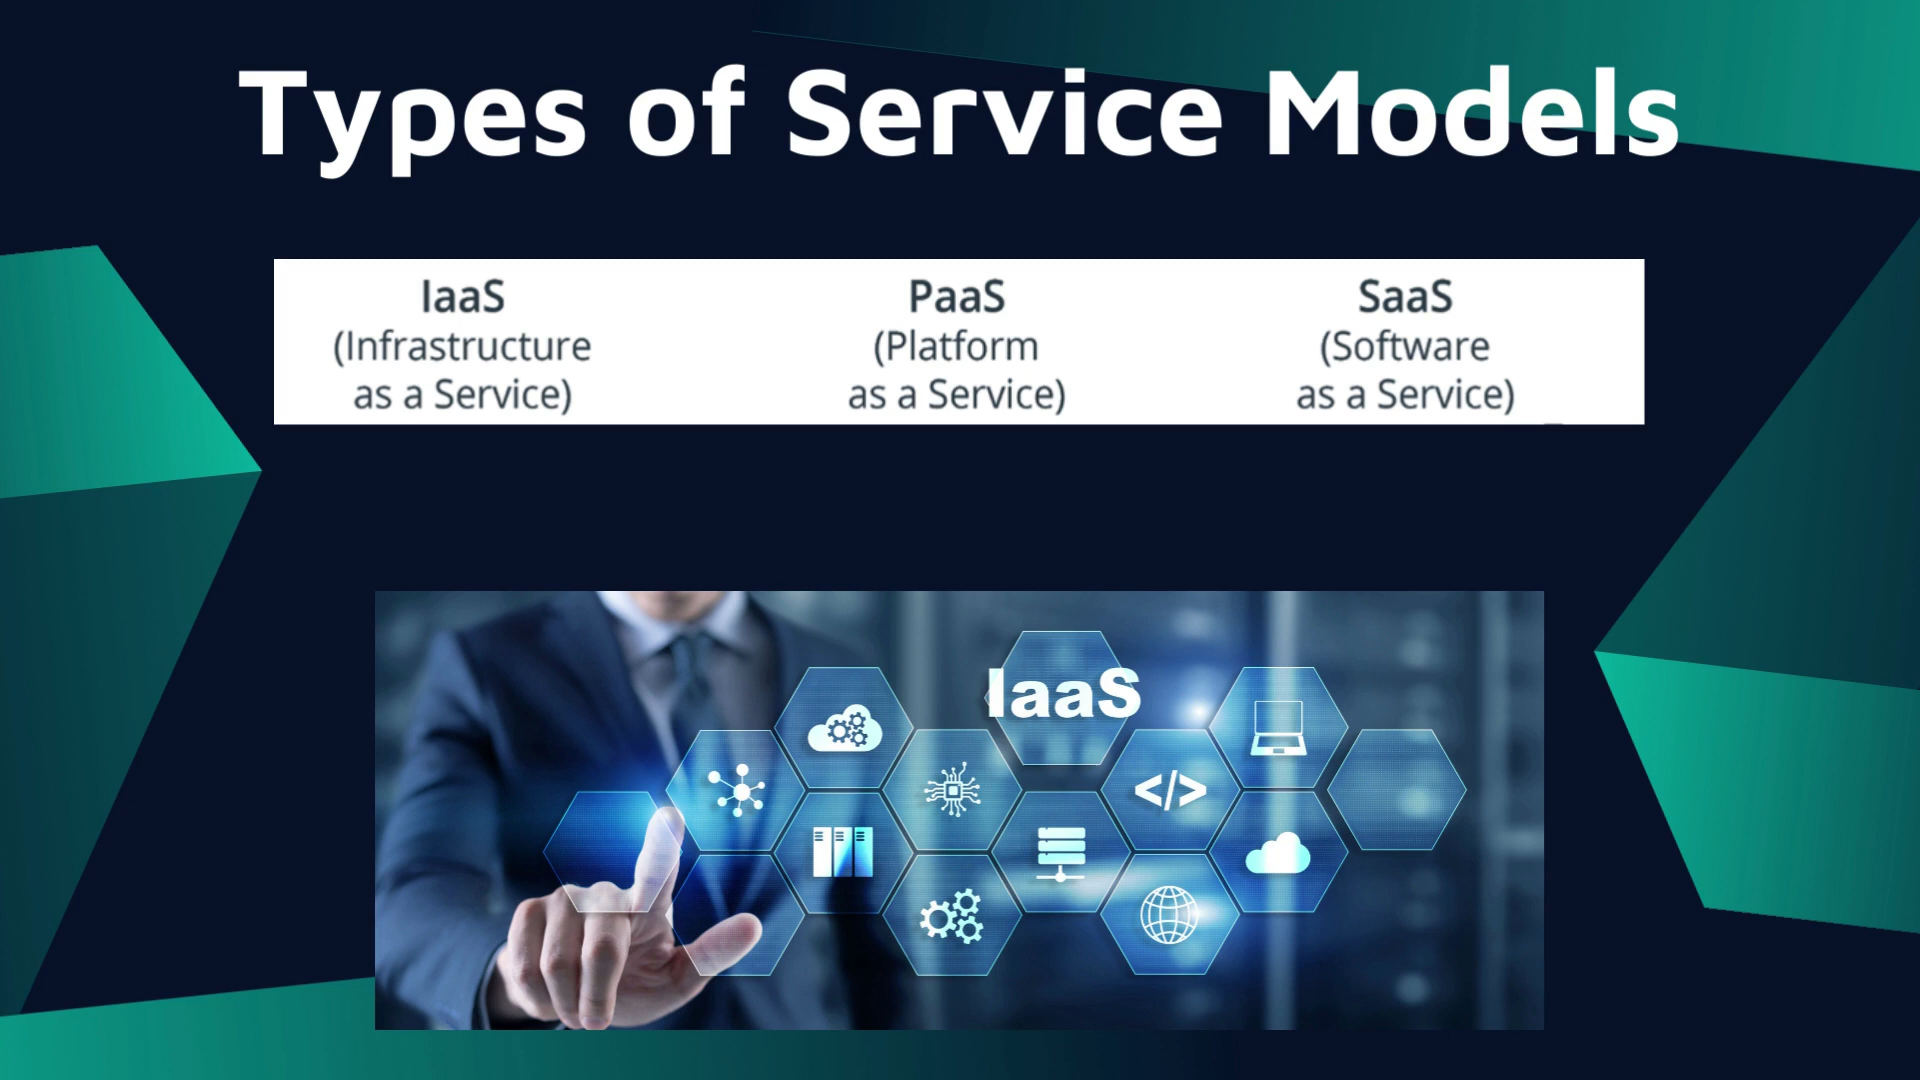 Types of Service Models
IaaS
(Infrastructure
as a Service)
PaaS
(Platform
as a Service)
SaaS
(Software
as a Service)
IaaS
</>